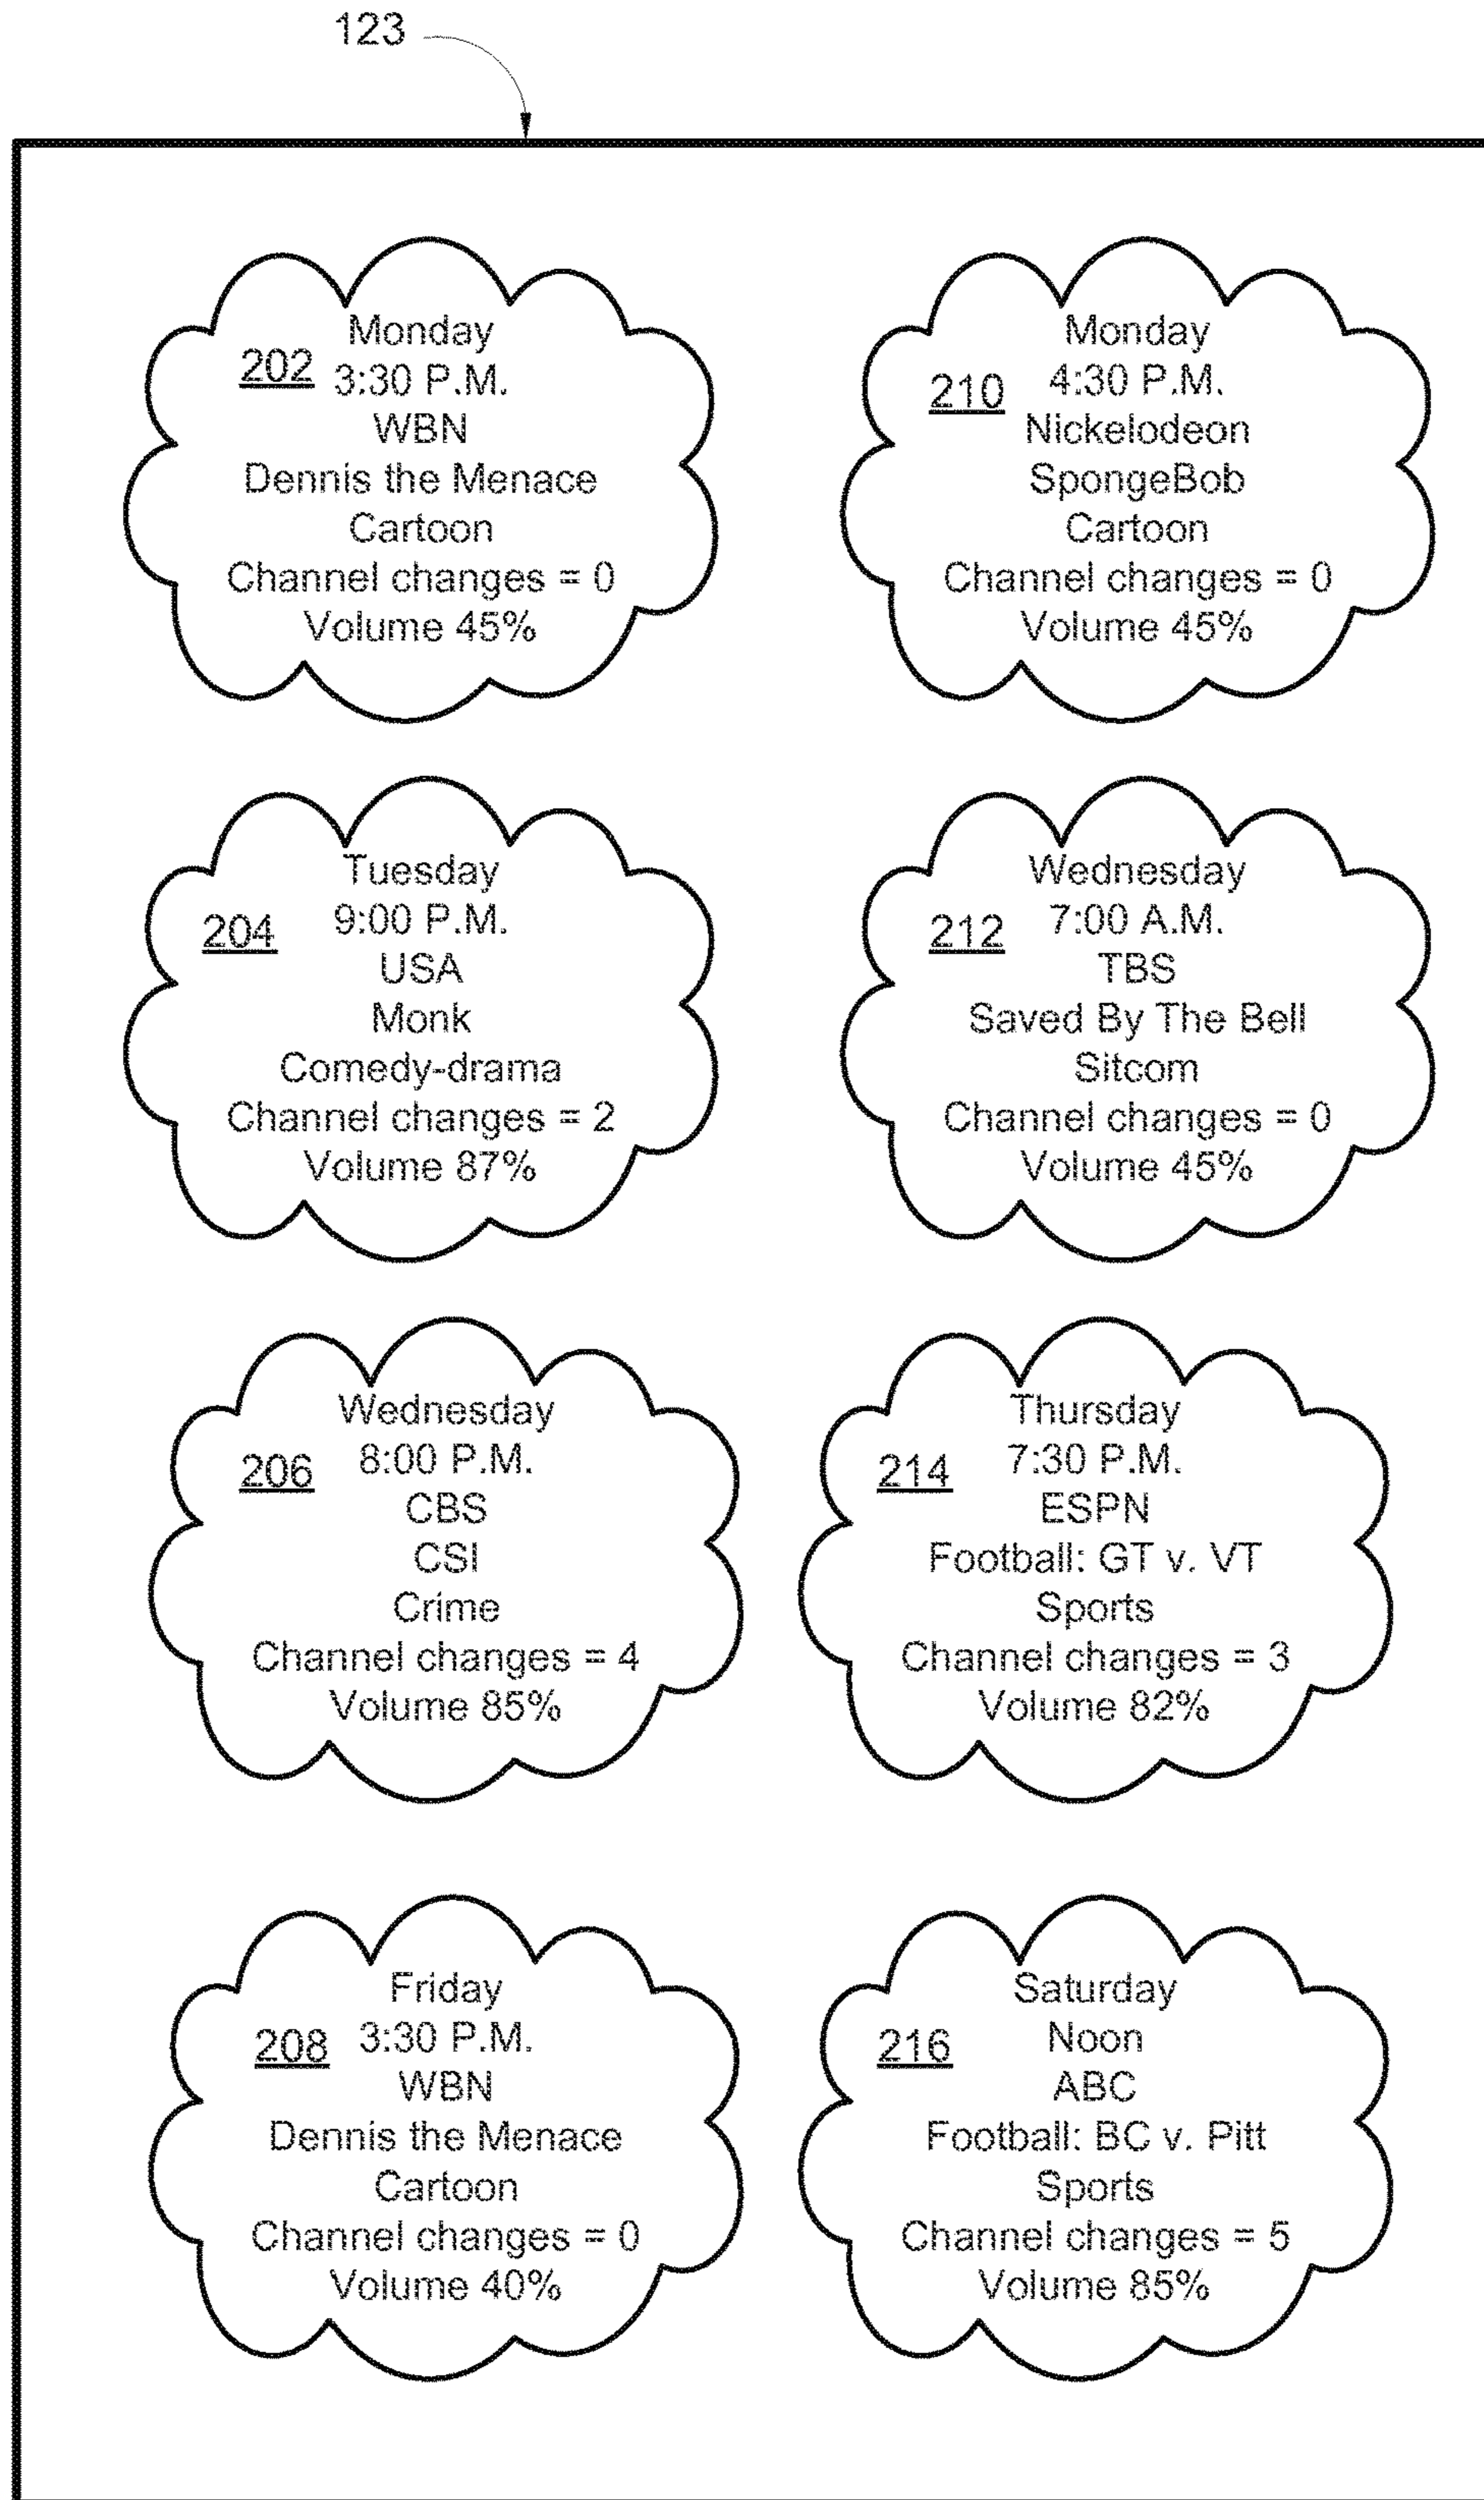 123
Monday
202 3:30 P.M.
WBN
Dennis the Menace
Cartoon
Channel changes = 0
Volume 45%
Monday
210 4:30 P.M.
Nickelodeon
SpongeBob
Cartoon
Channel changes = 0
Volume 45%
Tuesday
204 9:00 P.M.
USA
Monk
Comedy-drama
Channel changes = 2
Volume 87%
Wednesday
212 7:00 A.M.
TBS
Saved By The Bell
Sitcom
Channel changes = 0
Volume 45%
Wednesday
206 8:00 P.M.
CBS
CSI
Crime
Channel changes = 4
Volume 85%
Thursday
214 7:30 P.M.
ESPN
Football: GT v. VT
Sports
Channel changes = 3
Volume 82%
Friday
208 3:30 P.M.
WBN
Dennis the Menace
Cartoon
Channel changes = 0
Volume 40%
Saturday
216 Noon
ABC
Football: BC v. Pitt
Sports
Channel changes = 5
Volume 85%